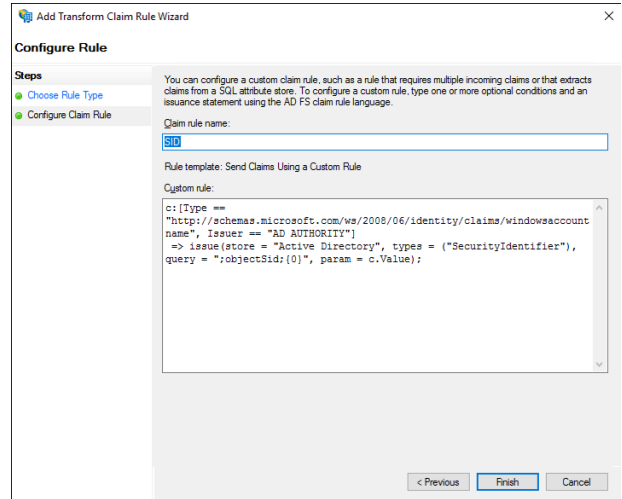 Add Transform Claim Rule Wizard
Configure Rule
Steps
Choose Rule Type
Configure Claim Rule
You can configure a custom claim rule, such as a rule that requires multiple incoming claims or that extracts
claims from a SQL attribute store. To configure a custom rule, type one or more optional conditions and an
issuance statement using the AD FS claim rule language.
Claim rule name:
SID
Rule template: Send Claims Using a Custom Rule
Custom rule:
c:[Type ==
"http://schemas.microsoft.com/ws/2008/06/identity/claims/windowsaccount
name", Issuer == "AD AUTHORITY"]
=> issue(store = "Active Directory", types = ("SecurityIdentifier"),
query = ";objectSid;{0}", param = c.Value);
< Previous
Finish
Cancel